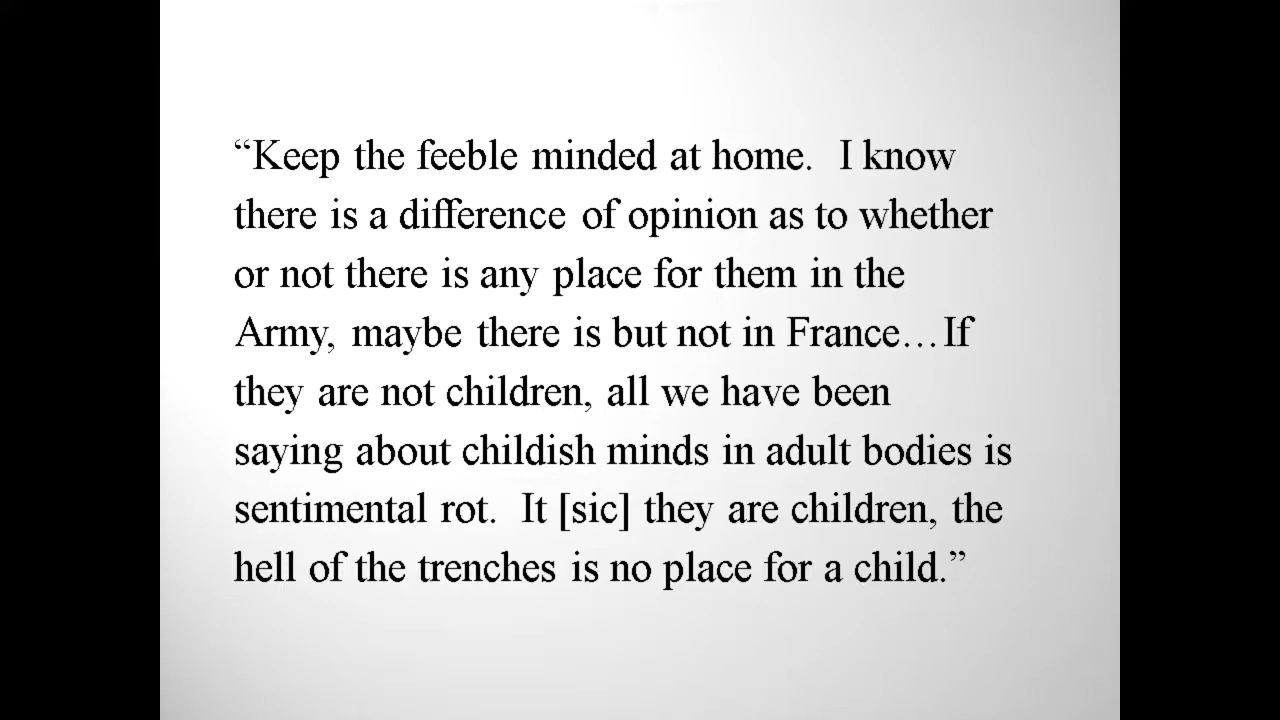 “Keep the feeble minded at home.  I know
there is a difference of opinion as to whether
or not there is any place for them in the
Army, maybe there is but not in France…If
they are not children, all we have been
saying about childish minds in adult bodies is
sentimental rot.  It [sic] they are children, the
hell of the trenches is no place for a child.”